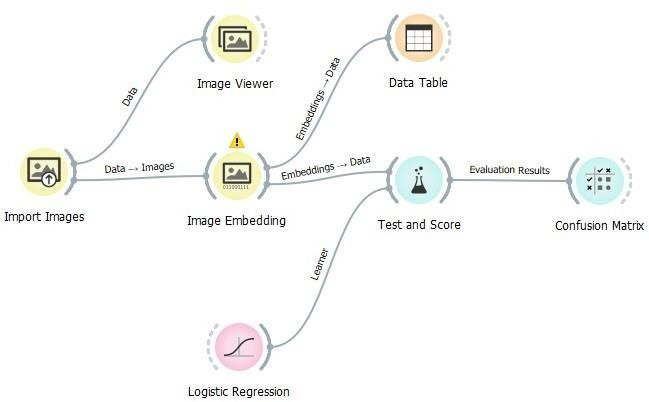 Image Viewer
Data Table
Data
Embeddings → Data
Data → Images
Embeddings → Data
011000111
Evaluation Results
Import Images
Image Embedding
Test and Score
Confusion Matrix
Learner
Logistic Regression